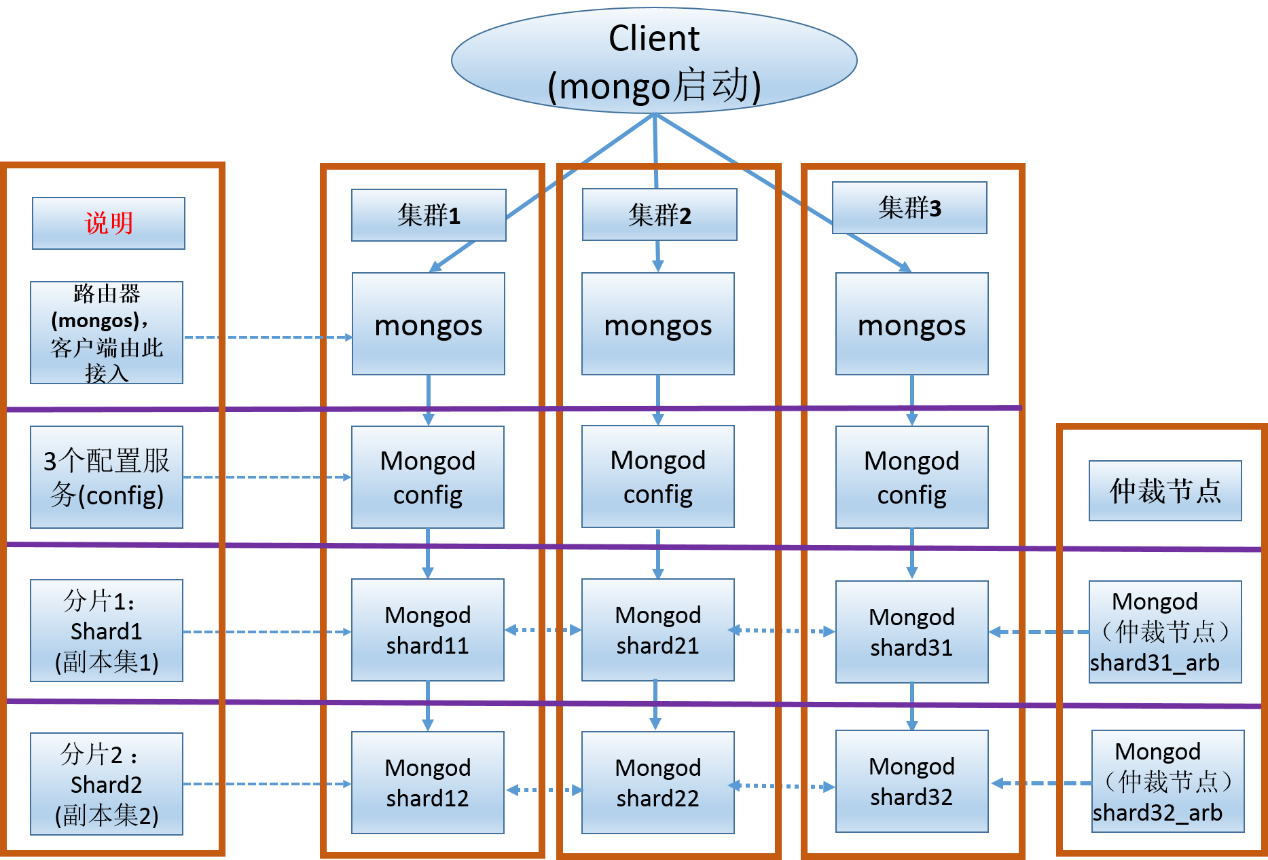 Client
(mongo启动)
说明
集群1
集群2
集群3
路由器
(mongos)，
客户端由此
接入
mongos
mongos
mongos
3个配置服
务(config)
Mongod
config
Mongod
config
Mongod
config
仲裁节点
分片1：
Shard1
(副本集1)
Mongod
shard11
Mongod
shard21
Mongod
shard31
Mongod
（仲裁节点）
shard31_arb
分片2 ：
Shard2
(副本集2)
Mongod
shard12
Mongod
shard22
Mongod
shard32
Mongod
（仲裁节点）
shard32_arb